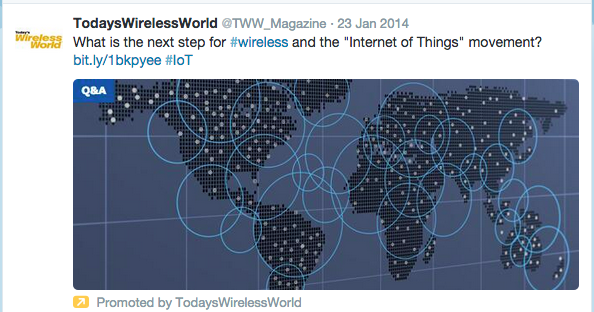 Today's
Wireless
World
TodaysWirelessWorld @TWW_Magazine · 23 Jan 2014
What is the next step for #wireless and the "Internet of Things" movement?
bit.ly/1bkpyee #IoT
Q&A
Promoted by TodaysWirelessWorld